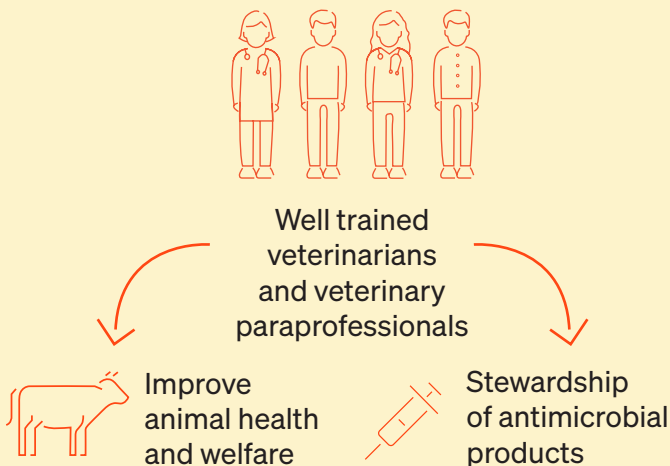 Well trained
veterinarians
and veterinary
paraprofessionals
Improve
animal health
and welfare
Stewardship
of antimicrobial
products